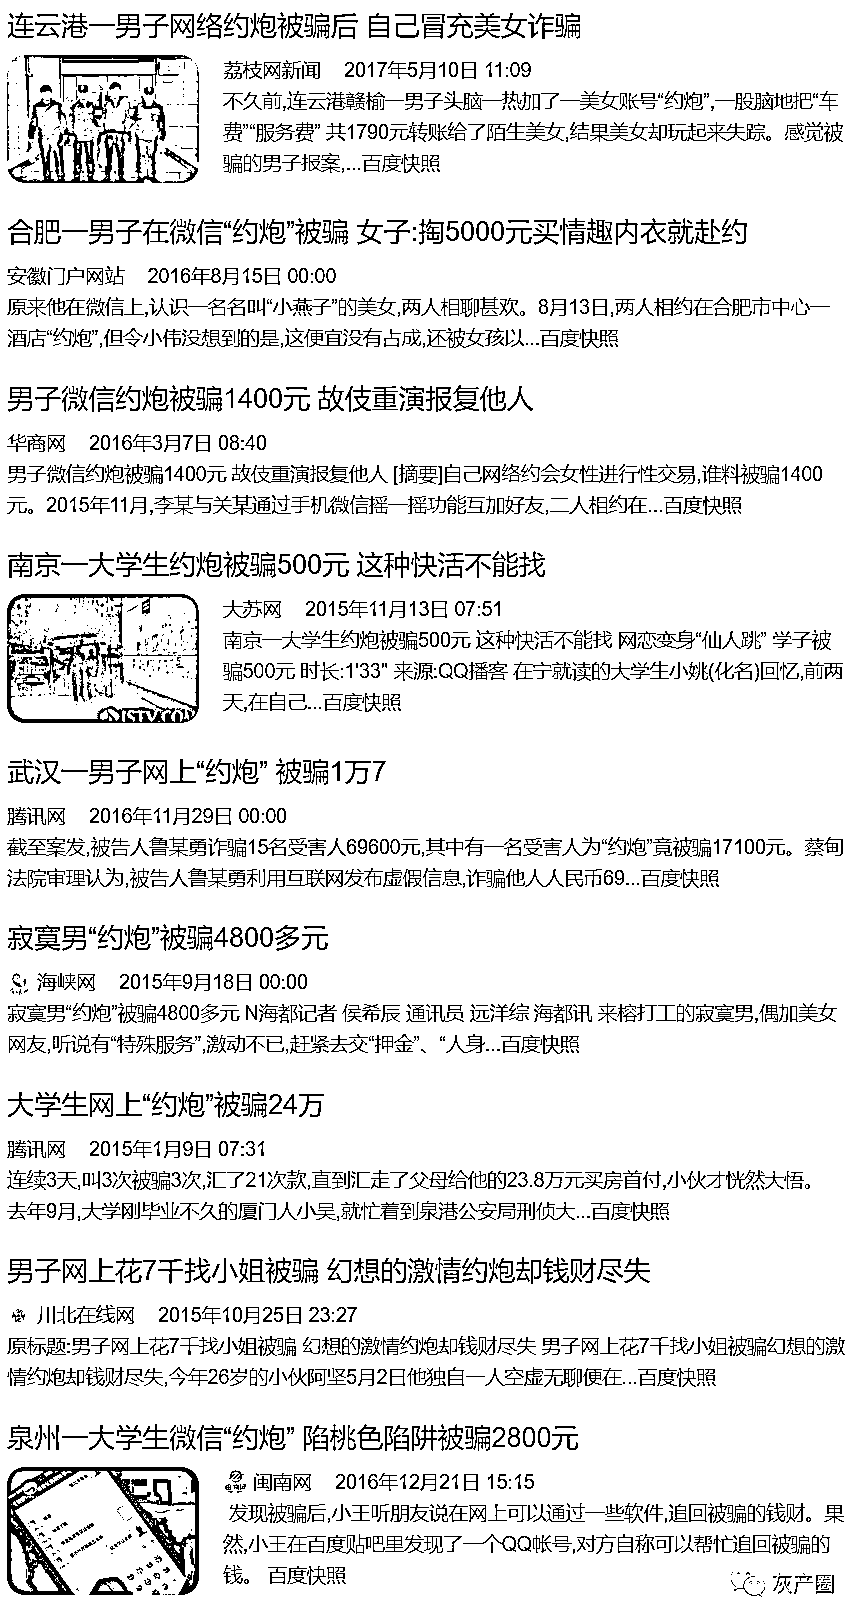 连云港一男子网络约炮被骗后 自己冒充美女诈骗
荔枝网新闻 2017年5月10日 11:09
不久前,连云港赣榆一男子头脑一热加了一美女账号“约炮”,一股脑地把“车
费”“服务费” 共1790元转账给了陌生美女,结果美女却玩起来失踪。感觉被
骗的男子报案,...百度快照
合肥一男子在微信“约炮”被骗 女子:掏5000元买情趣内衣就赴约
安徽门户网站 2016年8月15日 00:00
原来他在微信上,认识一名名叫“小燕子”的美女,两人相聊甚欢。8月13日,两人相约在合肥市中心一
酒店“约炮”,但令小伟没想到的是,这便宜没有占成,还被女孩以...百度快照
男子微信约炮被骗1400元 故伎重演报复他人
华商网 2016年3月7日 08:40
男子微信约炮被骗1400元 故伎重演报复他人 [摘要]自己网络约会女性进行性交易,谁料被骗1400
元。2015年11月,李某与关某通过手机微信摇一摇功能互加好友,二人相约在...百度快照
南京一大学生约炮被骗500元 这种快活不能找
大苏网 2015年11月13日 07:51
南京一大学生约炮被骗500元 这种快活不能找 网恋变身“仙人跳” 学子被
骗500元 时长:1'33" 来源:QQ播客 在宁就读的大学生小姚(化名)回忆,前两
天,在自己...百度快照
JSTV.COM
武汉一男子网上“约炮” 被骗1万7
腾讯网 2016年11月29日 00:00
截至案发,被告人鲁某勇诈骗15名受害人69600元,其中有一名受害人为“约炮”竟被骗17100元。蔡甸
法院审理认为,被告人鲁某勇利用互联网发布虚假信息,诈骗他人人民币69...百度快照
寂寞男“约炮”被骗4800多元
海峡网 2015年9月18日 00:00
寂寞男“约炮”被骗4800多元 N海都记者 侯希辰 通讯员 远洋综 海都讯 来榕打工的寂寞男,偶加美女
网友,听说有“特殊服务”,激动不已,赶紧去交“押金”、“人身...百度快照
大学生网上“约炮”被骗24万
腾讯网 2015年1月9日 07:31
连续3天,叫3次被骗3次,汇了21次款,直到汇走了父母给他的23.8万元买房首付,小伙才恍然大悟。
去年9月,大学刚毕业不久的厦门人小吴,就忙着到泉港公安局刑侦大...百度快照
男子网上花7千找小姐被骗 幻想的激情约炮却钱财尽失
川北在线网 2015年10月25日 23:27
原标题:男子网上花7千找小姐被骗 幻想的激情约炮却钱财尽失 男子网上花7千找小姐被骗幻想的激
情约炮却钱财尽失,今年26岁的小伙阿坚5月2日他独自一人空虚无聊便在...百度快照
泉州一大学生微信“约炮” 陷桃色陷阱被骗2800元
闽南网 2016年12月21日 15:15
发现被骗后,小王听朋友说在网上可以通过一些软件,追回被骗的钱财。果
然,小王在百度贴吧里发现了一个QQ帐号,对方自称可以帮忙追回被骗的
钱。 百度快照
灰产圈